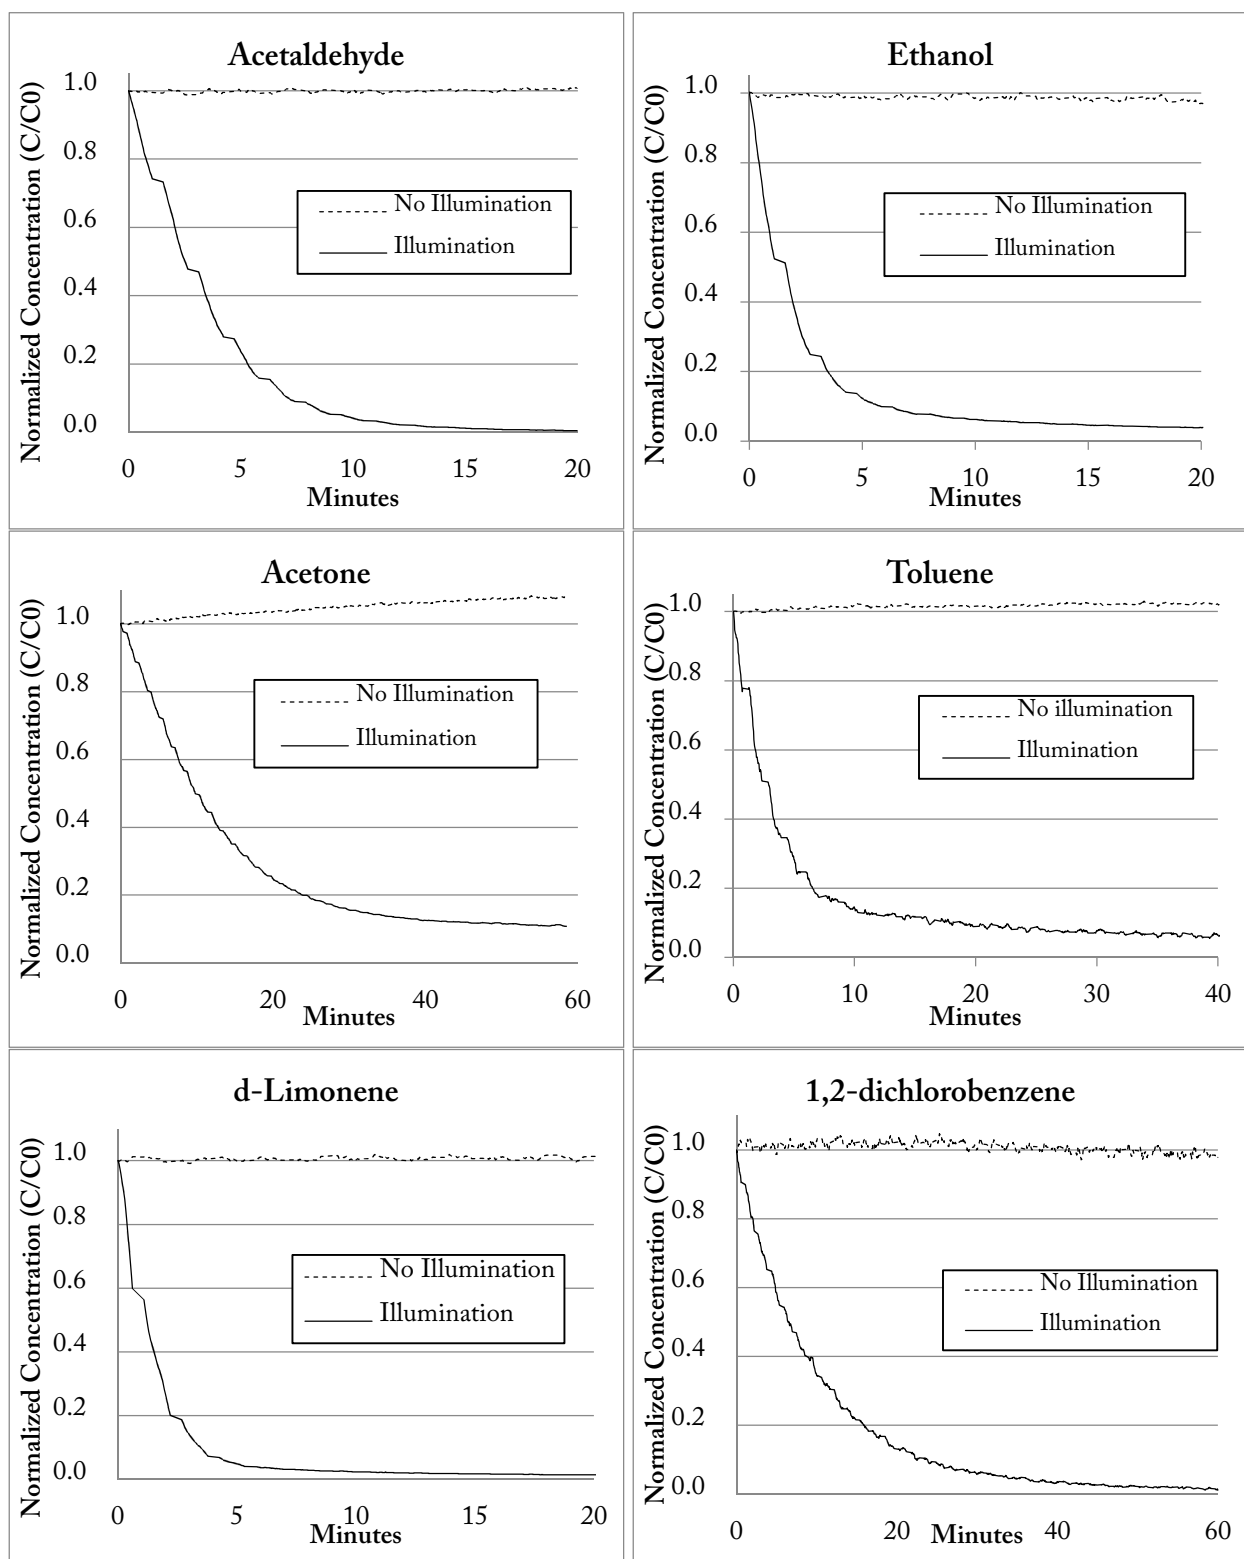 Acetaldehyde
Normalized Concentration (C/C0)
1.0
0.8
0.6
0.4
0.2
0.0
No Illumination
Illumination
0 5 10 15 20
Minutes
Ethanol
Normalized Concentration (C/C0)
1.0
0.8
0.6
0.4
0.2
0.0
No Illumination
Illumination
0 5 10 15 20
Minutes
Acetone
Normalized Concentration (C/C0)
1.0
0.8
0.6
0.4
0.2
0.0
No Illumination
Illumination
0 20 40 60
Minutes
Toluene
Normalized Concentration (C/C0)
1.0
0.8
0.6
0.4
0.2
0.0
No illumination
Illumination
0 10 20 30 40
Minutes
d-Limonene
Normalized Concentration (C/C0)
1.0
0.8
0.6
0.4
0.2
0.0
No Illumination
Illumination
0 5 10 15 20
Minutes
1,2-dichlorobenzene
Normalized Concentration (C/C0)
1.0
0.8
0.6
0.4
0.2
0.0
No Illumination
Illumination
0 20 40 60
Minutes